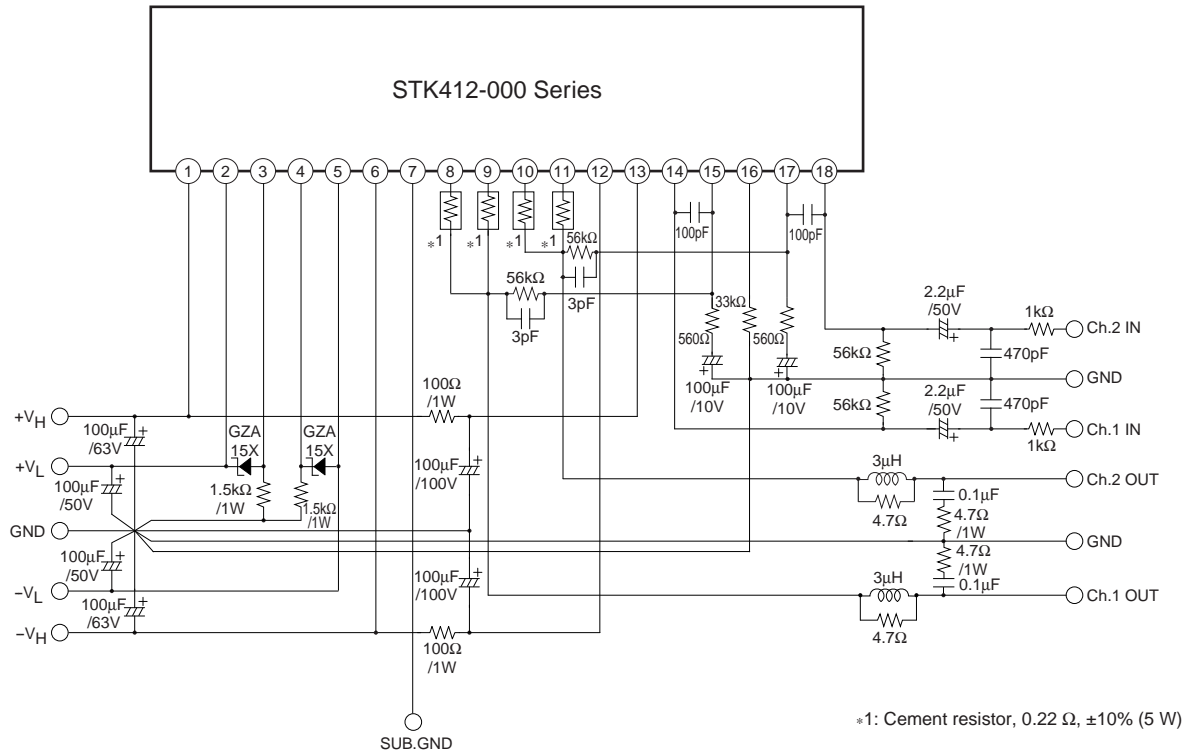 STK412-000 Series
1 2 3 4 5 6 7 8 9 10 11 12 13 14 15 16 17 18
∗1 ∗1 ∗1 ∗1
100pF
100pF
56kΩ
3pF
56kΩ
3pF
33kΩ
560Ω
560Ω
100µF
/10V
100µF
/10V
2.2µF
/50V
1kΩ
Ch.2 IN
56kΩ
470pF
GND
56kΩ
2.2µF
/50V
470pF
1kΩ
Ch.1 IN
+VH
100µF
/63V
100Ω
/1W
GZA
15X
GZA
15X
+VL
100µF
/50V
1.5kΩ
/1W
1.5kΩ
/1W
100µF
/100V
GND
100µF
/50V
−VL
100µF
/63V
100µF
/100V
−VH
100Ω
/1W
3µH
4.7Ω
Ch.2 OUT
0.1µF
4.7Ω
/1W
GND
4.7Ω
/1W
0.1µF
3µH
4.7Ω
Ch.1 OUT
SUB.GND
∗1: Cement resistor, 0.22 Ω, ±10% (5 W)